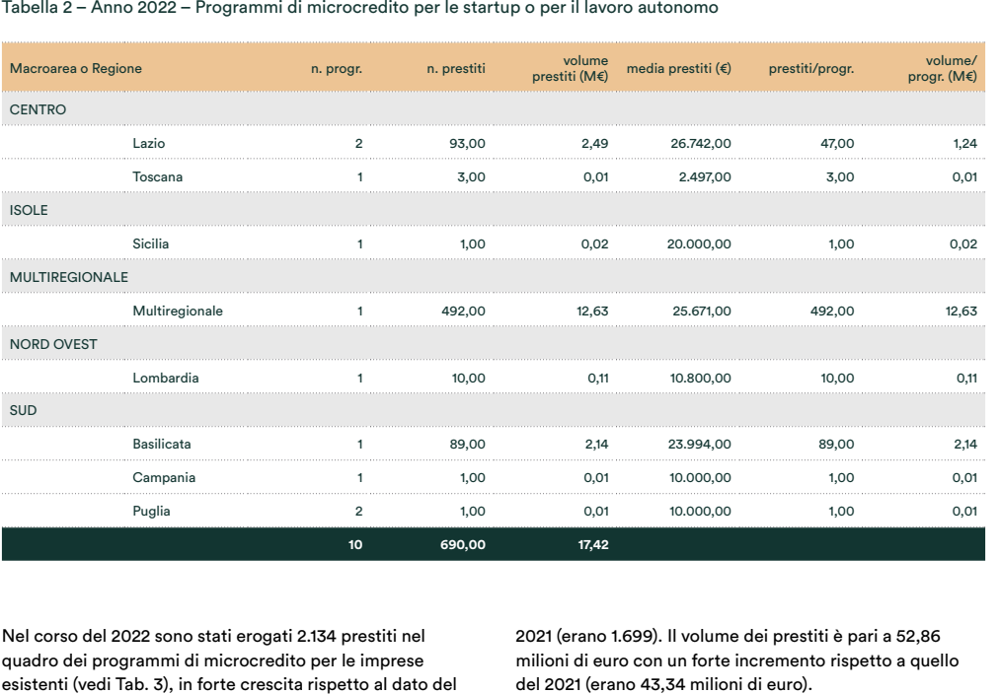 Tabella 2 – Anno 2022 – Programmi di microcredito per le startup o per il lavoro autonomo
Macroarea o Regione n. progr. n. prestiti volume prestiti (M€) media prestiti (€) prestiti/progr. volume/ progr. (M€)
CENTRO
Lazio 2 93,00 2,49 26.742,00 47,00 1,24
Toscana 1 3,00 0,01 2.497,00 3,00 0,01
ISOLE
Sicilia 1 1,00 0,02 20.000,00 1,00 0,02
MULTIREGIONALE
Multiregionale 1 492,00 12,63 25.671,00 492,00 12,63
NORD OVEST
Lombardia 1 10,00 0,11 10.800,00 10,00 0,11
SUD
Basilicata 1 89,00 2,14 23.994,00 89,00 2,14
Campania 1 1,00 0,01 10.000,00 1,00 0,01
Puglia 2 1,00 0,01 10.000,00 1,00 0,01
10 690,00 17,42
Nel corso del 2022 sono stati erogati 2.134 prestiti nel
quadro dei programmi di microcredito per le imprese
esistenti (vedi Tab. 3), in forte crescita rispetto al dato del
2021 (erano 1.699). Il volume dei prestiti è pari a 52,86
milioni di euro con un forte incremento rispetto a quello
del 2021 (erano 43,34 milioni di euro).